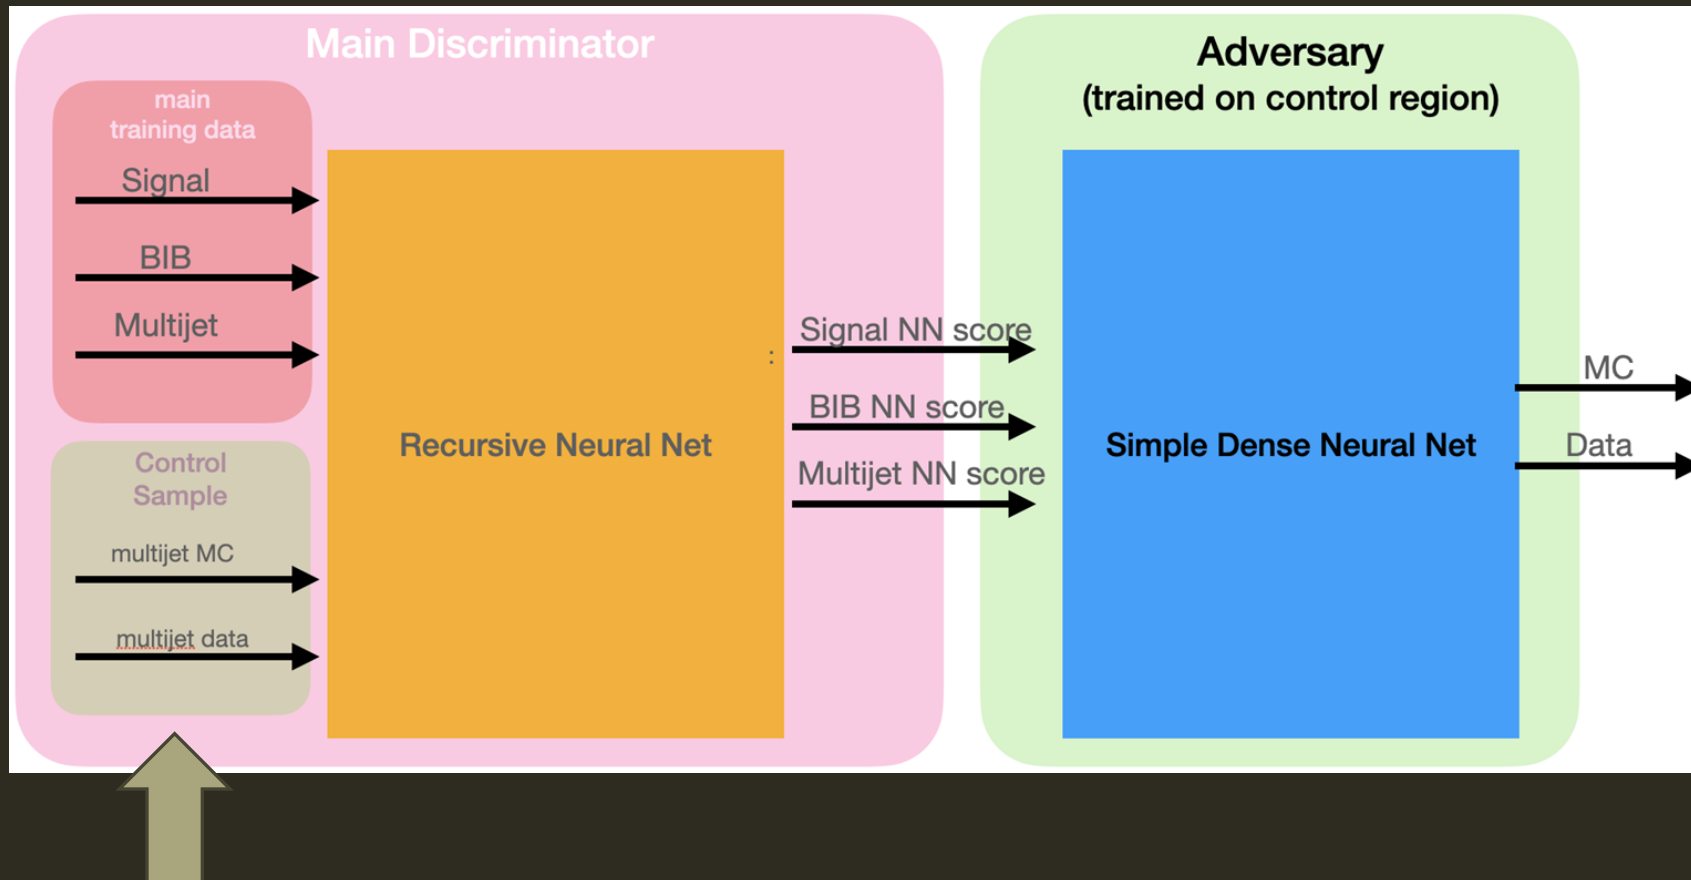 Main Discriminator
main
training data
Signal
BIB
Multijet
Control
Sample
multijet MC
multijet data
Recursive Neural Net
:
Signal NN score
BIB NN score
Multijet NN score
Adversary
(trained on control region)
Simple Dense Neural Net
MC
Data